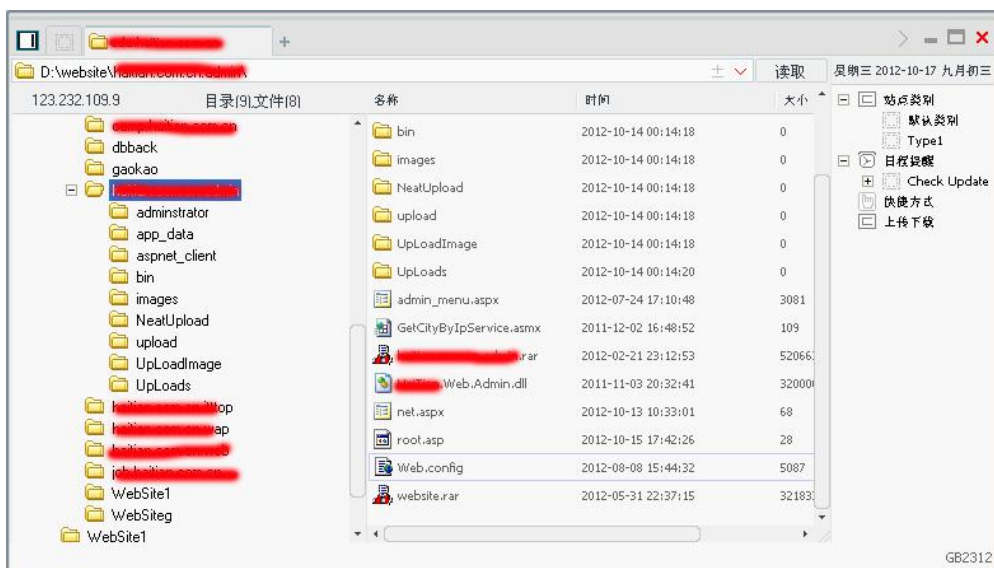 D:\website\
读取
星期三 2012-10-17 九月初三
123.232.109.9
目录(9),文件(8)
名称
时间
大小
dbback
gaokao
adminstrator
app_data
aspnet_client
bin
images
NeatUpload
upload
UpLoadImage
UpLoads
top
ap
WebSite1
WebSiteg
WebSite1
bin 2012-10-14 00:14:18 0
images 2012-10-14 00:14:18 0
NeatUpload 2012-10-14 00:14:18 0
upload 2012-10-14 00:14:18 0
UpLoadImage 2012-10-14 00:14:18 0
UpLoads 2012-10-14 00:14:20 0
admin_menu.aspx 2012-07-24 17:10:48 3081
GetCityByIpService.asmx 2011-12-02 16:48:52 109
.rar 2012-02-21 23:12:53 52066
.Web.Admin.dll 2011-11-03 20:32:41 32000
net.aspx 2012-10-13 10:33:01 68
root.asp 2012-10-15 17:42:26 28
Web.config 2012-08-08 15:44:32 5087
website.rar 2012-05-31 22:37:15 32183
站点类别
默认类别
Type1
日程提醒
Check Update
快捷方式
上传下载
GB2312